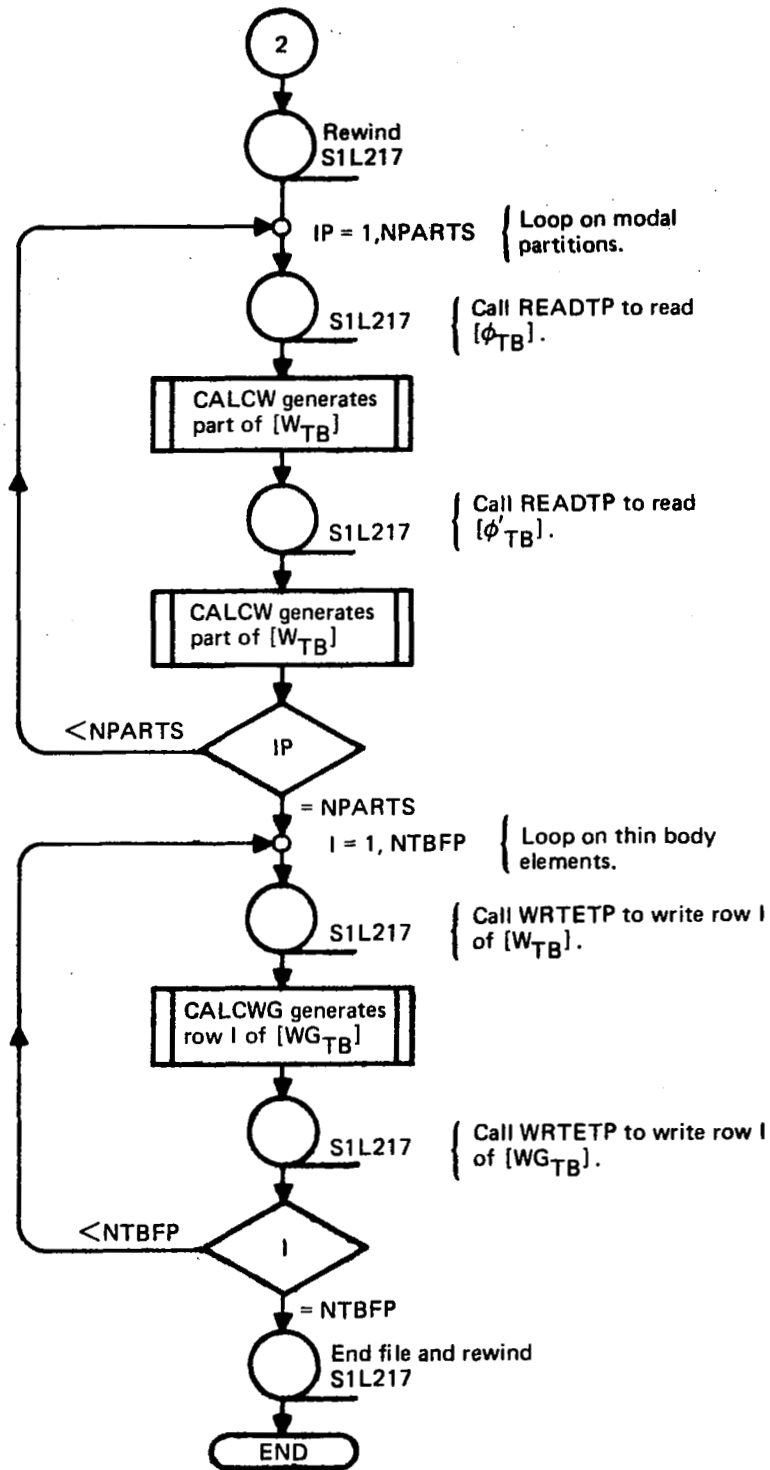 2
Rewind
S1L217
IP = 1,NPARTS { Loop on modal
partitions.
S1L217 { Call READTP to read
[ϕTB] .
CALCW generates
part of [WTB]
S1L217 { Call READTP to read
[ϕ'TB] .
CALCW generates
part of [WTB]
<NPARTS
IP
= NPARTS
I = 1, NTBFP { Loop on thin body
elements.
S1L217 { Call WRTETP to write row I
of [WTB] .
CALCWG generates
row I of [WGTB]
S1L217 { Call WRTETP to write row I
of [WGTB] .
<NTBFP
I
= NTBFP
End file and rewind
S1L217
END